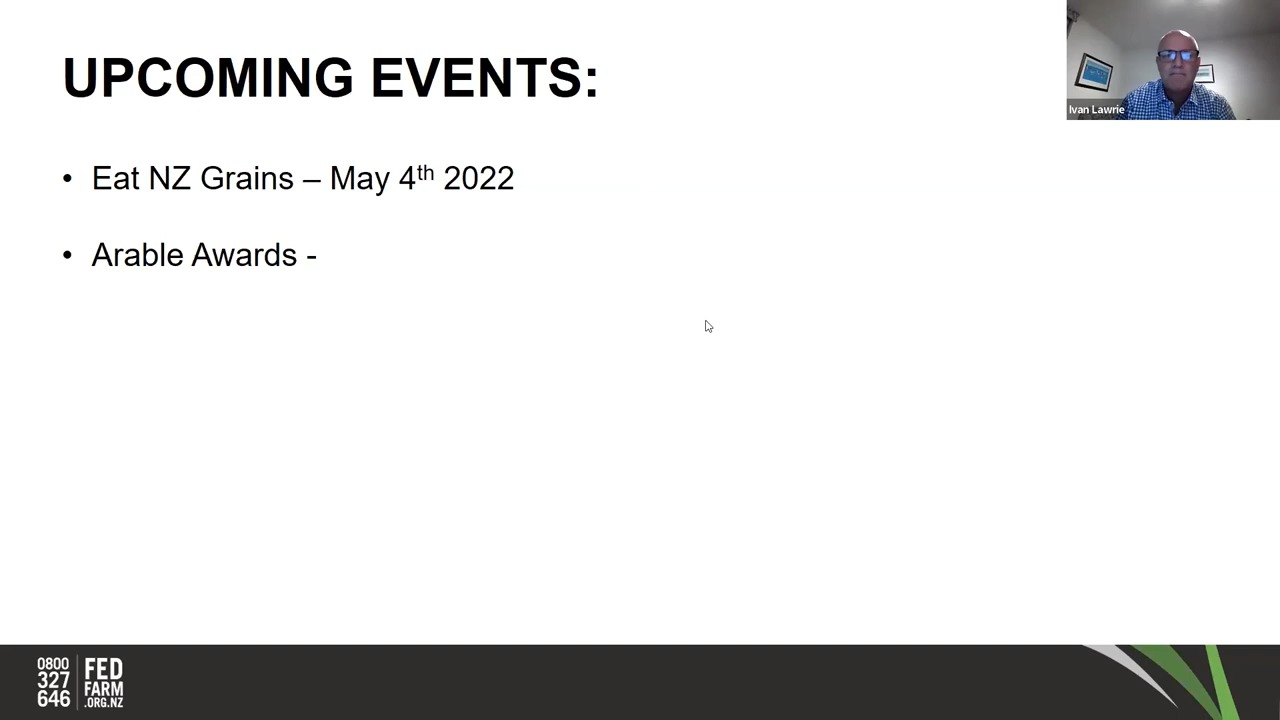 UPCOMING EVENTS:
Ivan Lawrie
• Eat NZ Grains – May 4th 2022
• Arable Awards -
0800
327
646
FED
FARM
.ORG.NZ